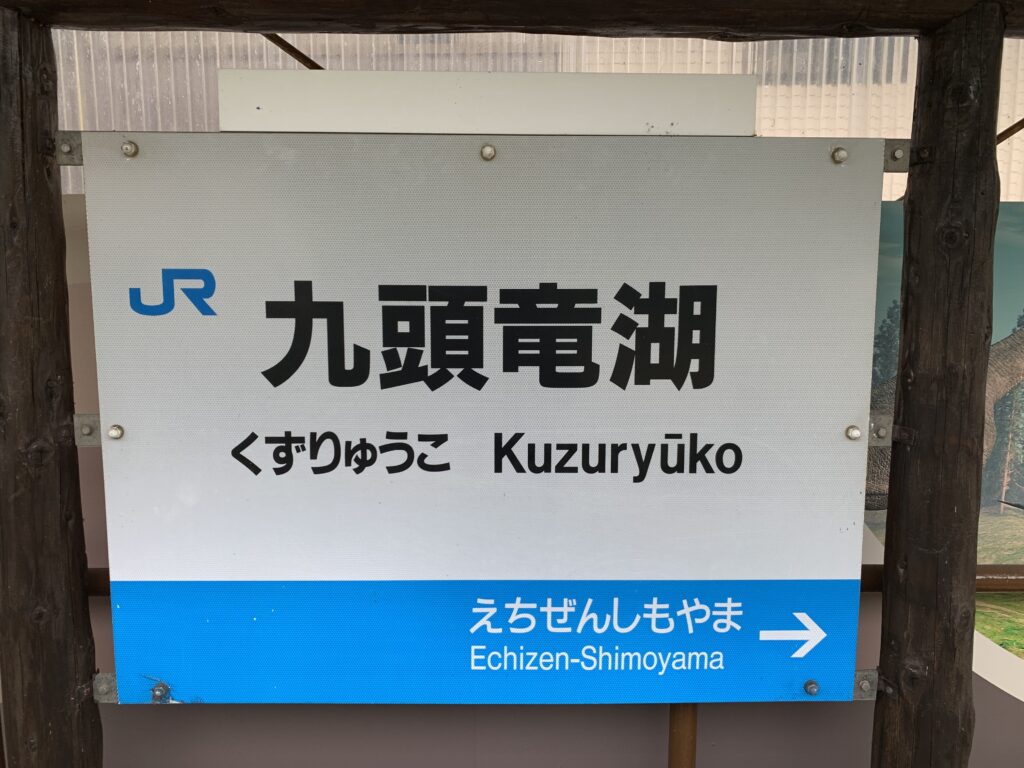 JR 九頭竜湖
くずりゅうこ Kuzuryūko
えちぜんしもやま →
Echizen-Shimoyama